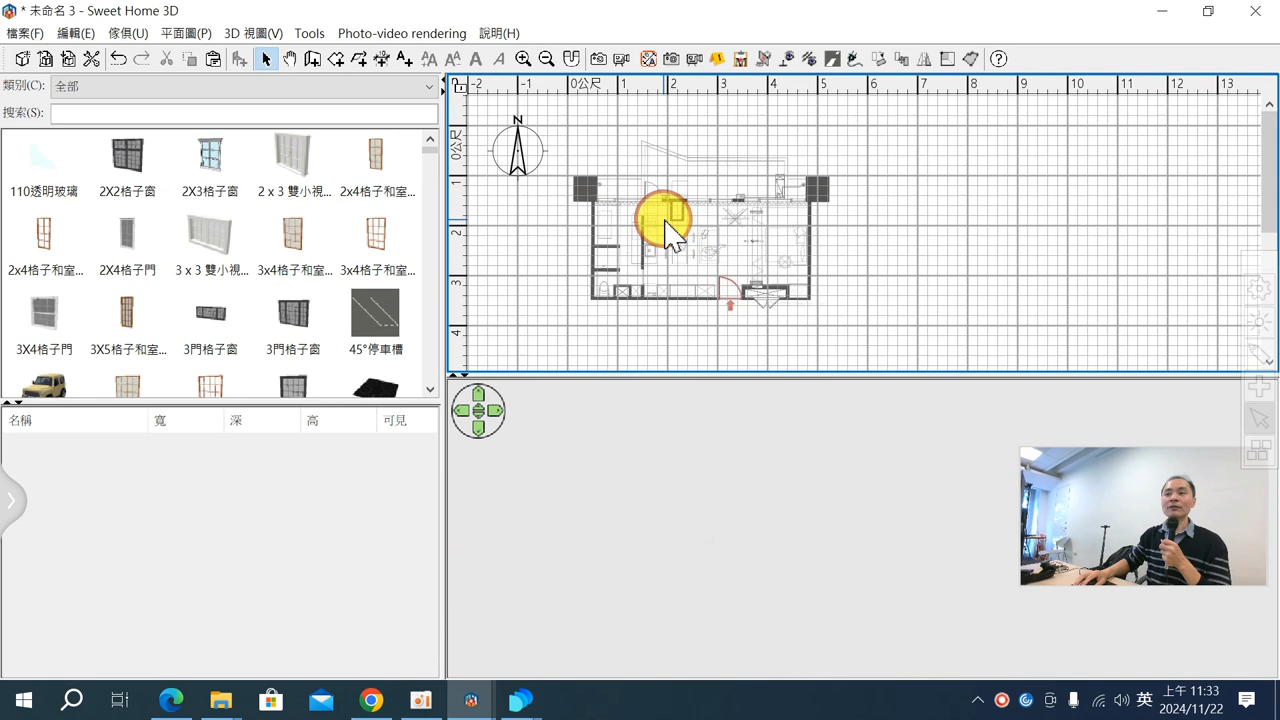 * 未命名 3 - Sweet Home 3D
檔案(F) 編輯(E) 傢俱(U) 平面圖(P) 3D 視圖(V) Tools Photo-video rendering 說明(H)
類別(C): 全部
搜索(S):
110透明玻璃 2X2格子窗 2X3格子窗 2 x 3 雙小視... 2x4格子和室...
2x4格子和室... 2X4格子門 3 x 3 雙小視... 3x4格子和室... 3x4格子和室...
3X4格子門 3X5格子和室... 3門格子窗 3門格子窗 45°停車槽
名稱 寬 深 高 可見
-2 -1 0公尺 1 2 3 4 5 6 7 8 9 10 11 12 13
0公尺
1
2
3
4
N
英
上午 11:33
2024/11/22